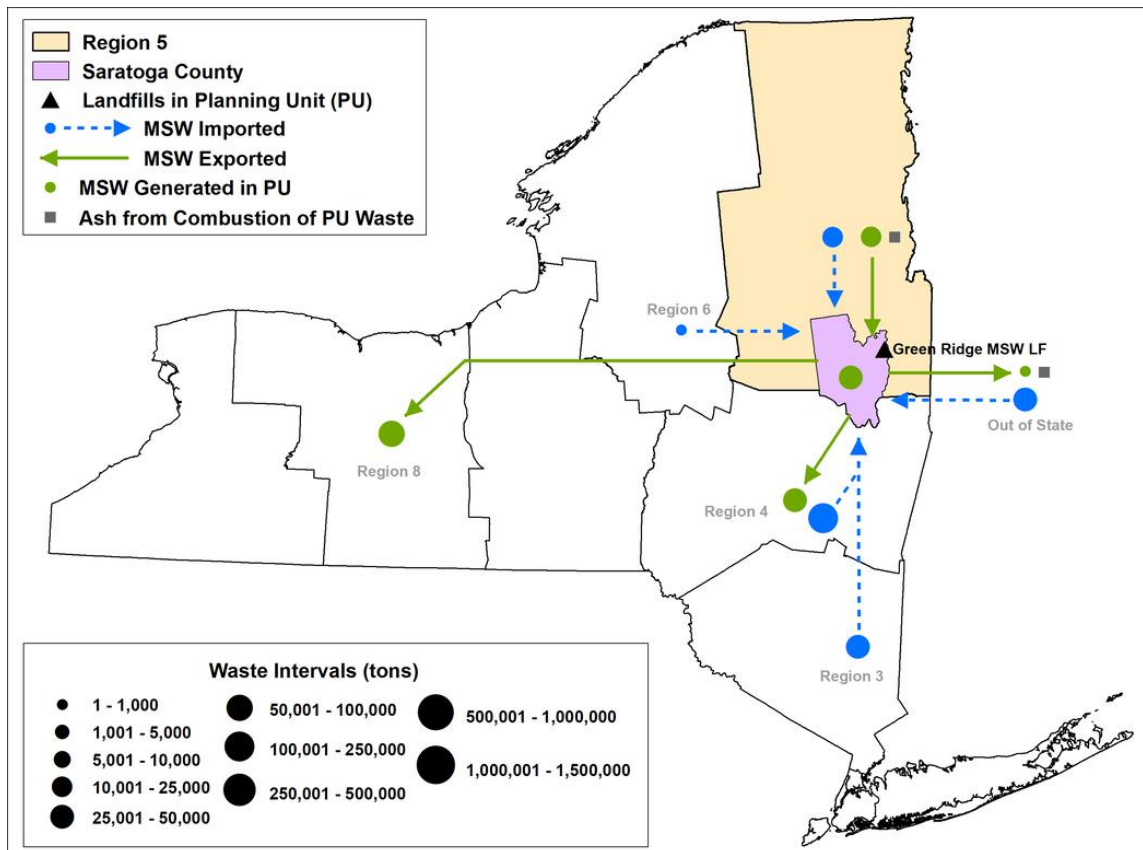 Region 5
Saratoga County
Landfills in Planning Unit (PU)
MSW Imported
MSW Exported
MSW Generated in PU
Ash from Combustion of PU Waste
Region 6
Green Ridge MSW LF
Out of State
Region 8
Region 4
Region 3
Waste Intervals (tons)
1 - 1,000
1,001 - 5,000
5,001 - 10,000
10,001 - 25,000
25,001 - 50,000
50,001 - 100,000
100,001 - 250,000
250,001 - 500,000
500,001 - 1,000,000
1,000,001 - 1,500,000